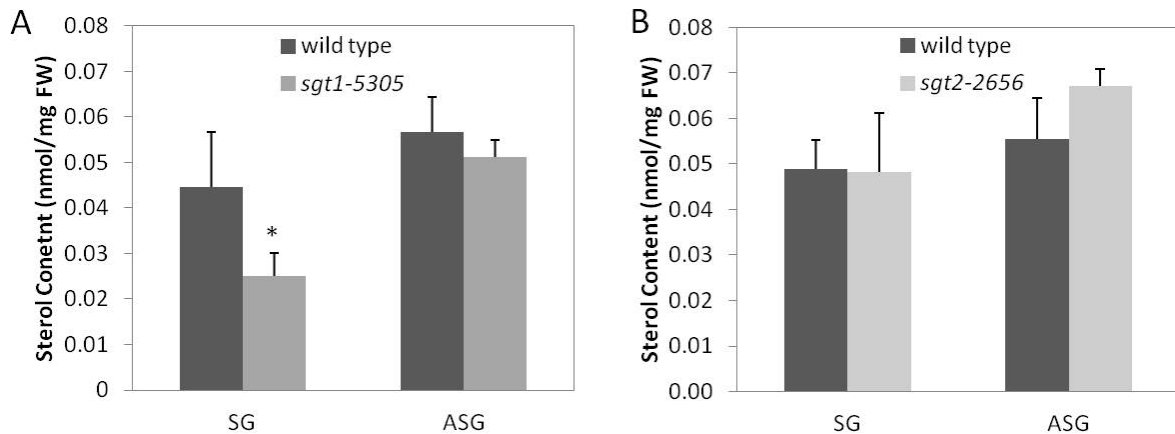 A
Sterol Conetnt (nmol/mg FW)
0.08
0.07
0.06
0.05
0.04
0.03
0.02
0.01
0
wild type
sgt1-5305
*
SG ASG
B
Sterol Content (nmol/mg FW)
0.08
0.07
0.06
0.05
0.04
0.03
0.02
0.01
0.00
wild type
sgt2-2656
SG ASG